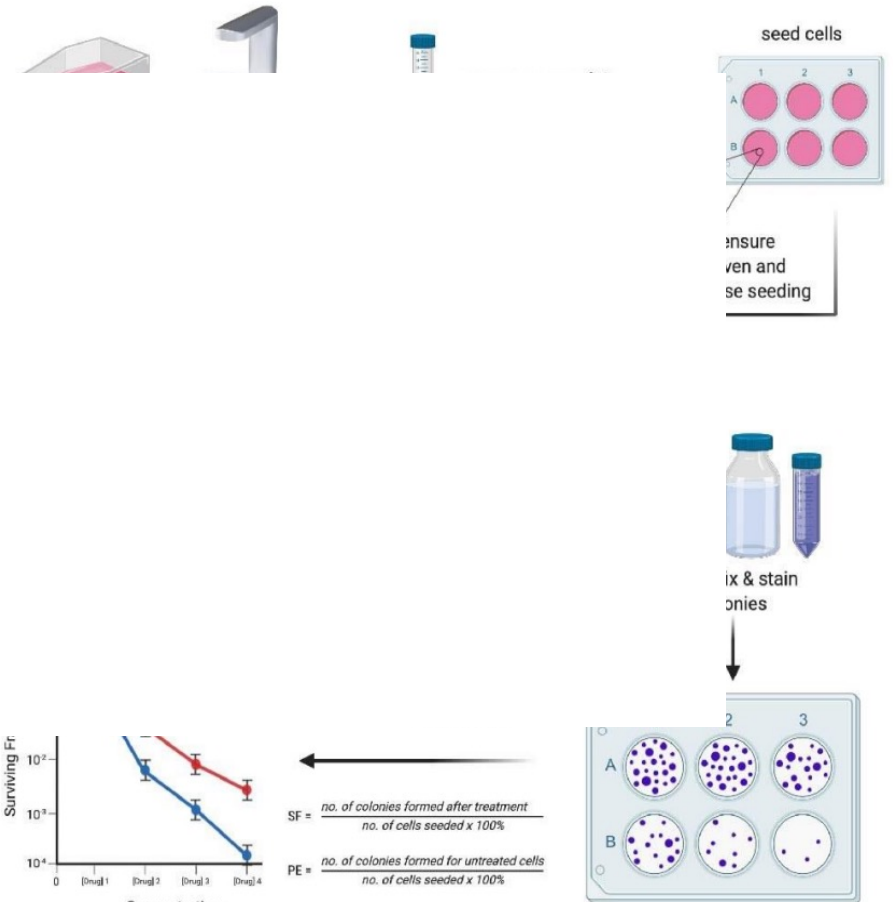 seed cells
1 2 3
A
B
ensure
ven and
se seeding
ix & stain
onies
2 3
A
B
Surviving Fr
10-2
10-3
10-4
0 [Drug] 1 [Drug] 2 [Drug] 3 [Drug] 4
SF = no. of colonies formed after treatment
no. of cells seeded x 100%
PE = no. of colonies formed for untreated cells
no. of cells seeded x 100%